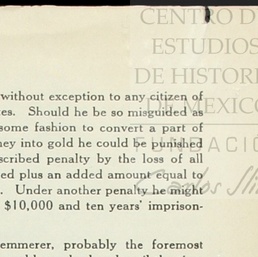 CENTRO D
ESTUDIOS
DE HISTORI
DE MEXICO
FUNDACIÓ
Carlos Sli
without exception to any citizen of
es. Should he be so misguided as
some fashion to convert a part of
ney into gold he could be punished
scribed penalty by the loss of all
ed plus an added amount equal to
. Under another penalty he might
$10,000 and ten years' imprison-
emmerer, probably the foremost